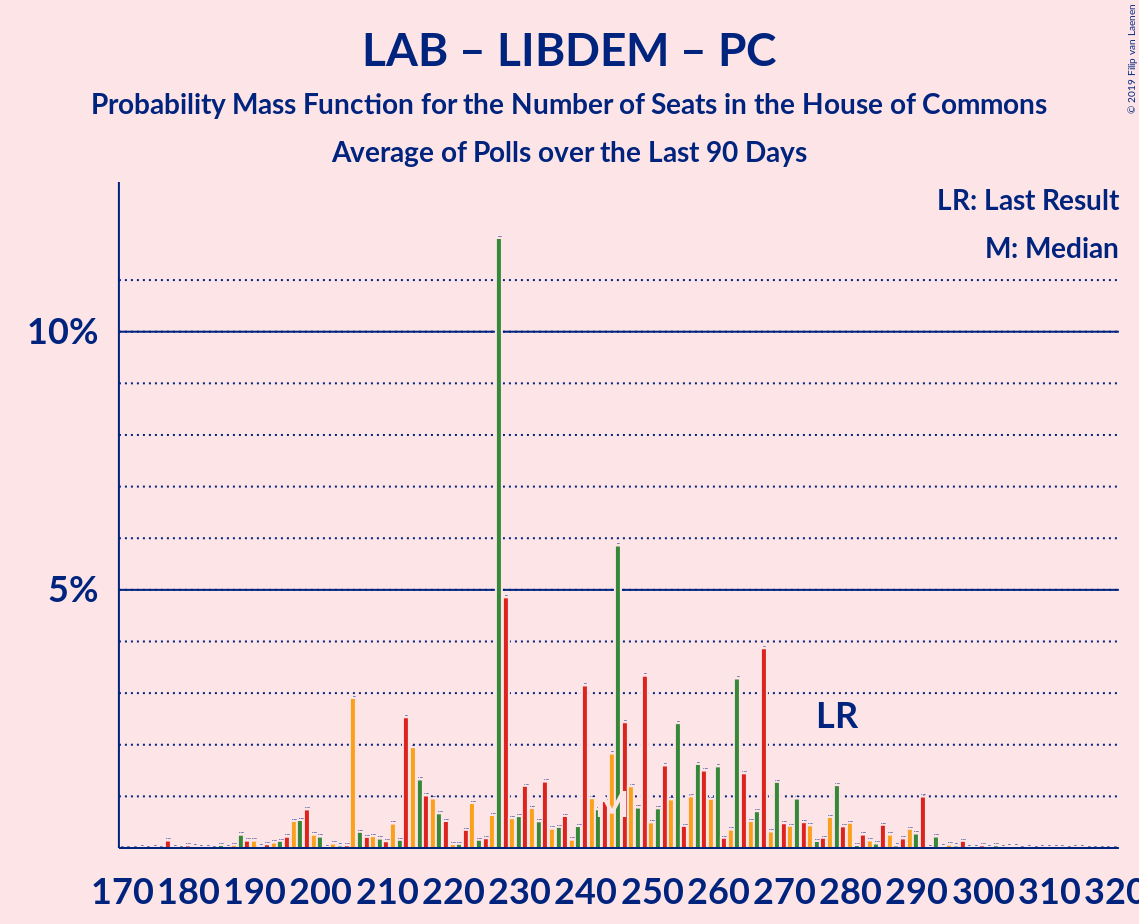 LAB – LIBDEM – PC
Probability Mass Function for the Number of Seats in the House of Commons
Average of Polls over the Last 90 Days
© 2019 Filip van Laenen
LR: Last Result
M: Median
10%
5%
LR
M
170 180 190 200 210 220 230 240 250 260 270 280 290 300 310 320